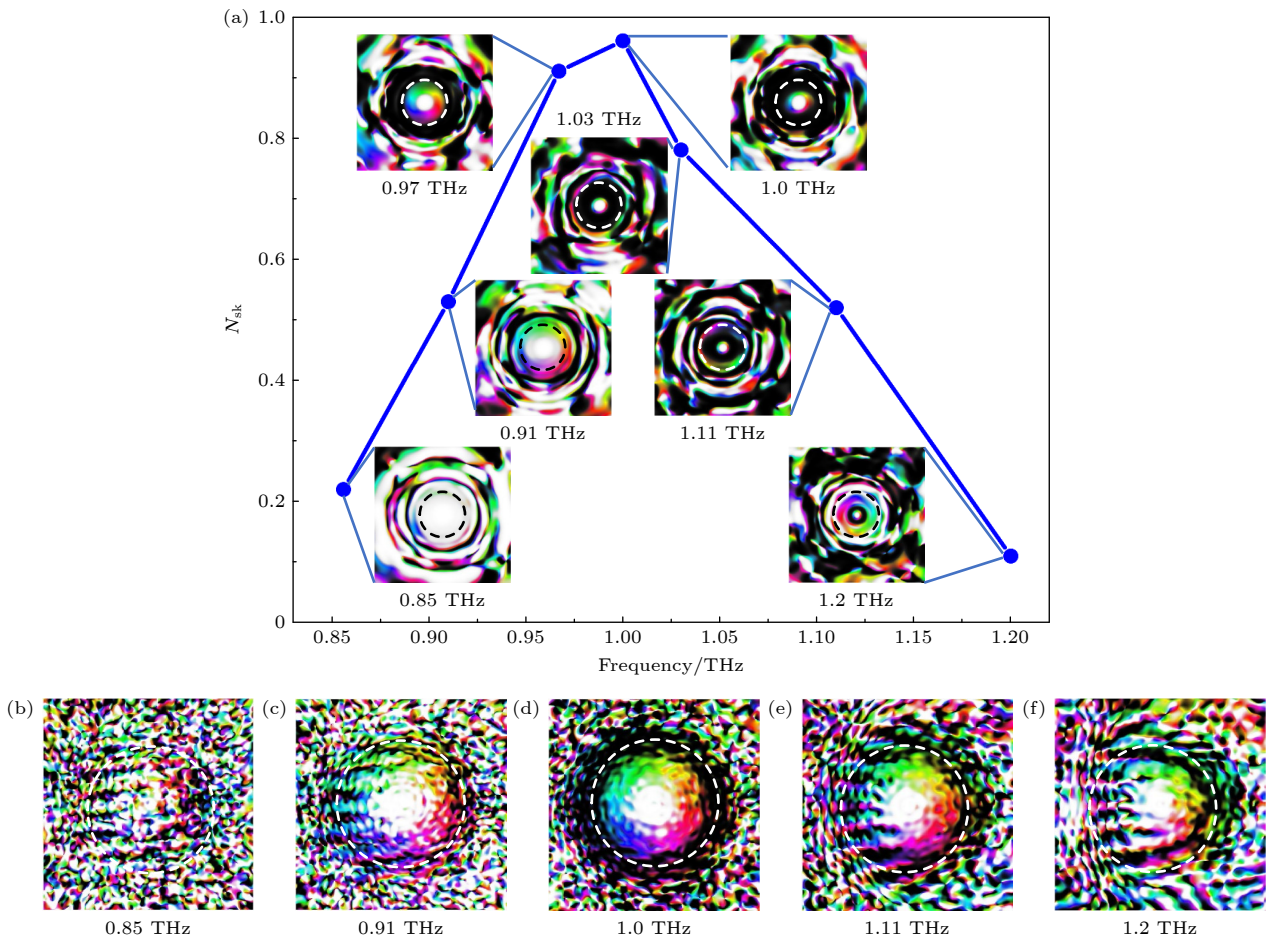 (a)
1.0
0.8
0.6
0.4
0.2
0
N_sk
0.97 THz
1.03 THz
1.0 THz
0.91 THz
1.11 THz
0.85 THz
1.2 THz
0.85 0.90 0.95 1.00 1.05 1.10 1.15 1.20
Frequency/THz
(b) (c) (d) (e) (f)
0.85 THz 0.91 THz 1.0 THz 1.11 THz 1.2 THz